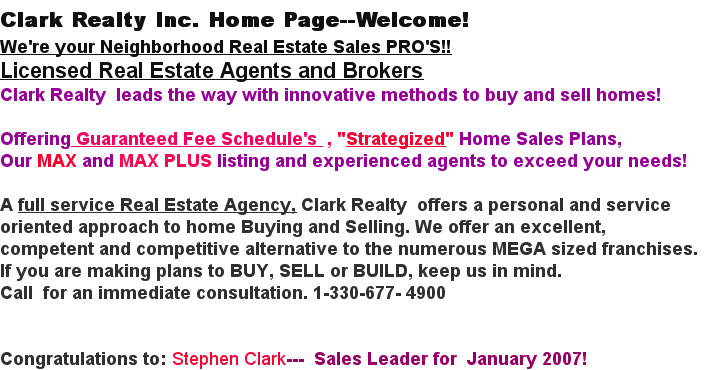 Clark Realty Inc. Home Page--Welcome!
We're your Neighborhood Real Estate Sales PRO'S!!
Licensed Real Estate Agents and Brokers
Clark Realty  leads the way with innovative methods to buy and sell homes!
Offering Guaranteed Fee Schedule's  , "Strategized" Home Sales Plans,
Our MAX and MAX PLUS listing and experienced agents to exceed your needs!
A full service Real Estate Agency, Clark Realty  offers a personal and service
oriented approach to home Buying and Selling. We offer an excellent,
competent and competitive alternative to the numerous MEGA sized franchises.
If you are making plans to BUY, SELL or BUILD, keep us in mind.
Call  for an immediate consultation. 1-330-677- 4900
Congratulations to: Stephen Clark---  Sales Leader for  January 2007!